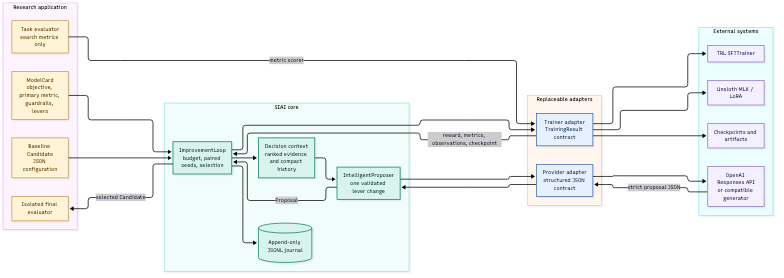 Research application
Task evaluator
search metrics
only
ModelCard
objective,
primary metric,
guardrails,
levers
Baseline
Candidate
JSON
configuration
Isolated final
evaluator
metric scorer
selected Candidate
SIAI core
ImprovementLoop
budget, paired
seeds, selection
Decision context
ranked evidence
and compact
history
IntelligentProposer
one validated
lever change
Proposal
Append-only
JSONL journal
reward, metrics,
observations, checkpoint
Replaceable adapters
Trainer adapter
TrainingResult
contract
Provider adapter
structured JSON
contract
strict proposal JSON
External systems
TRL SFTTrainer
Unsloth MLX /
LoRA
Checkpoints and
artifacts
OpenAI
Responses API
or compatible
generator